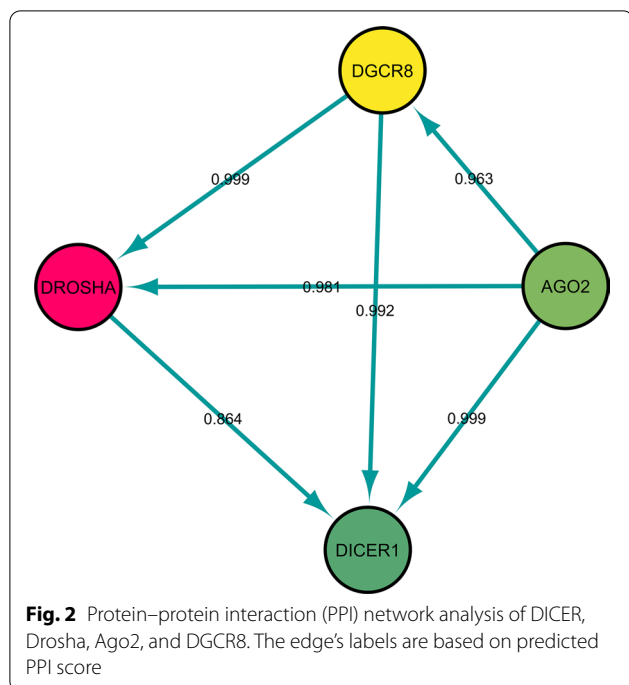 DGCR8
0.999
0.963
DROSHA
0.981
AGO2
0.992
0.864
0.999
DICER1
Fig. 2 Protein–protein interaction (PPI) network analysis of DICER,
Drosha, Ago2, and DGCR8. The edge’s labels are based on predicted
PPI score